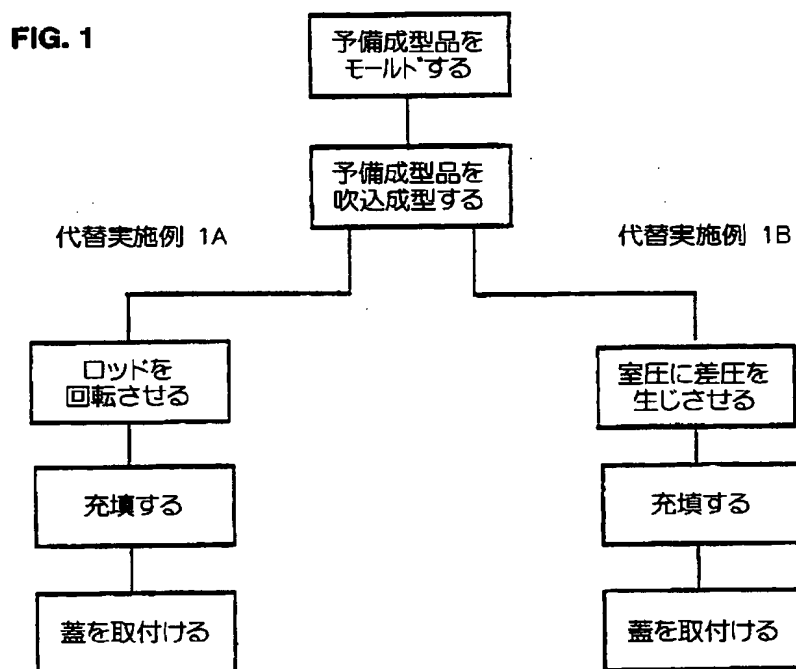 FIG. 1
予備成型品を
モールドする
予備成型品を
吹込成型する
代替実施例 1A
代替実施例 1B
ロッドを
回転させる
室圧に差圧を
生じさせる
充填する
充填する
蓋を取付ける
蓋を取付ける